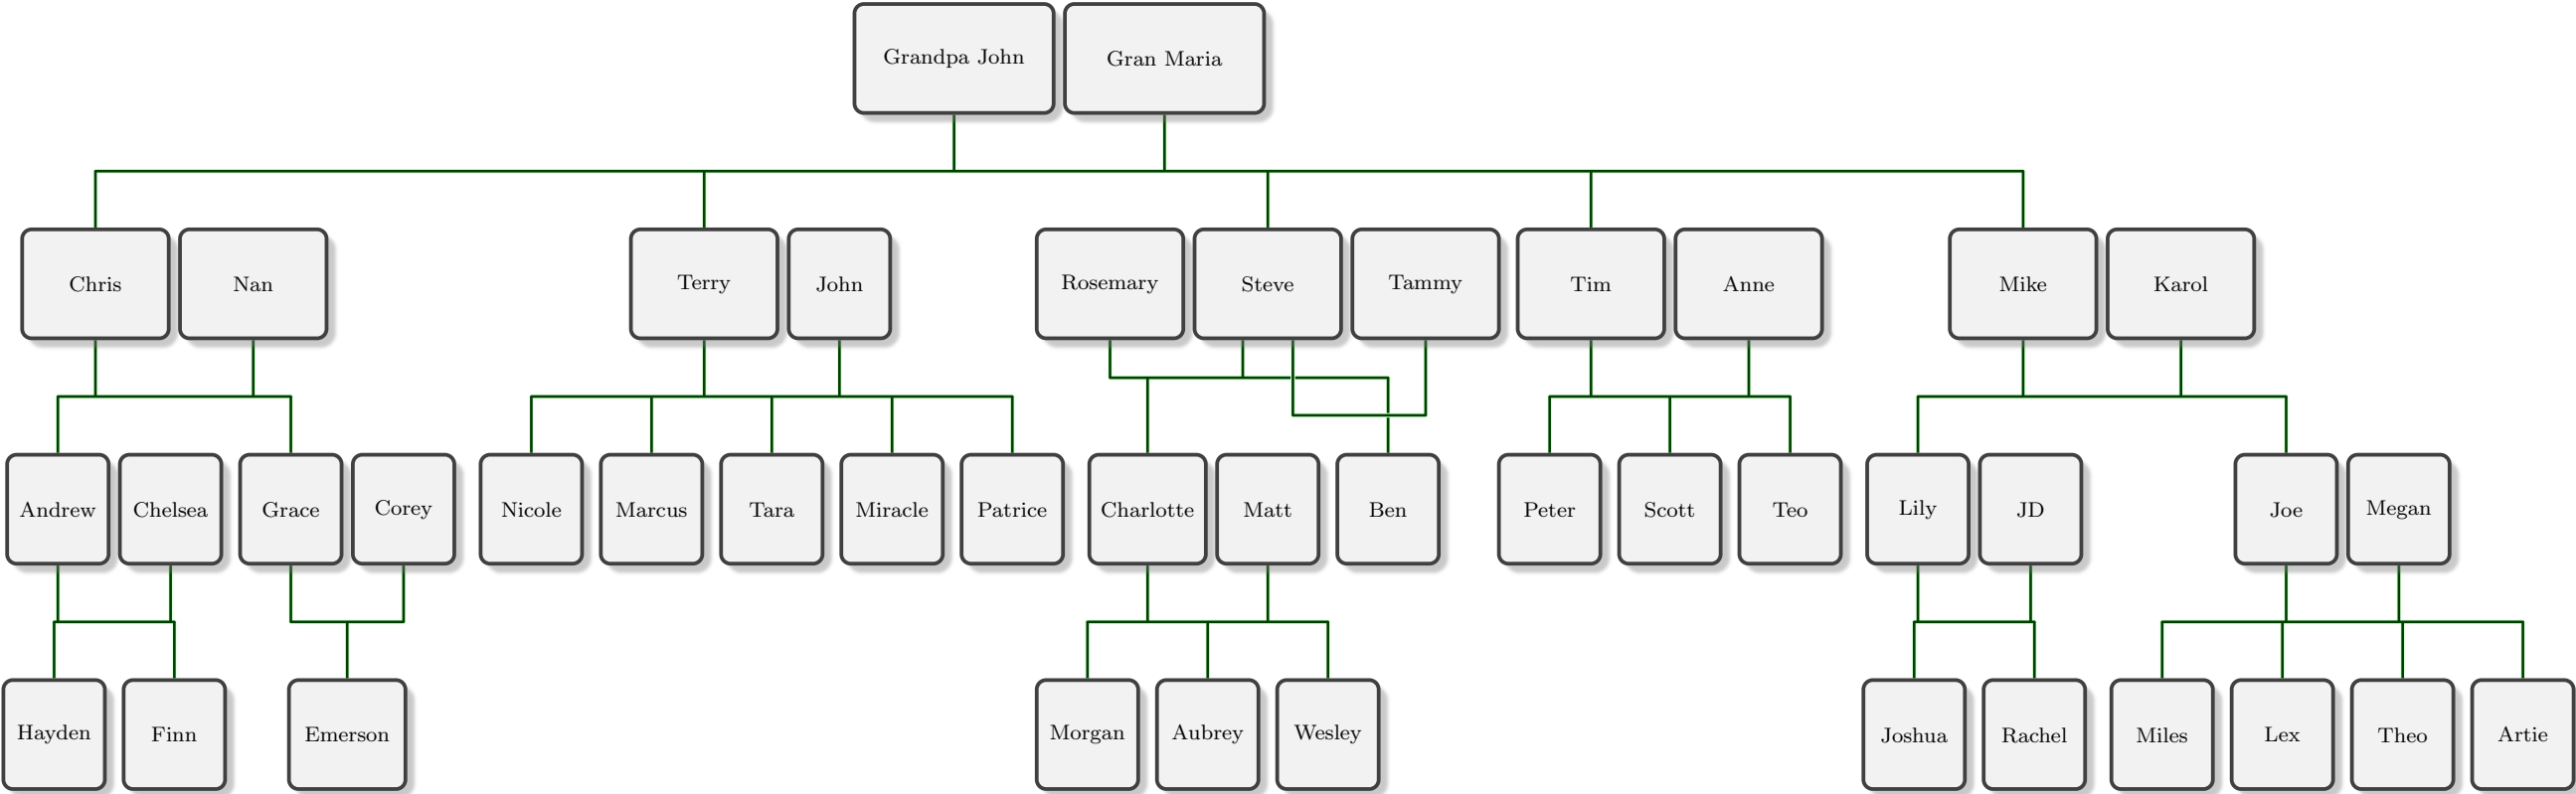 Grandpa John
Gran Maria
Chris
Nan
Terry
John
Rosemary
Steve
Tammy
Tim
Anne
Mike
Karol
Andrew
Chelsea
Grace
Corey
Nicole
Marcus
Tara
Miracle
Patrice
Charlotte
Matt
Ben
Peter
Scott
Teo
Lily
JD
Joe
Megan
Hayden
Finn
Emerson
Morgan
Aubrey
Wesley
Joshua
Rachel
Miles
Lex
Theo
Artie